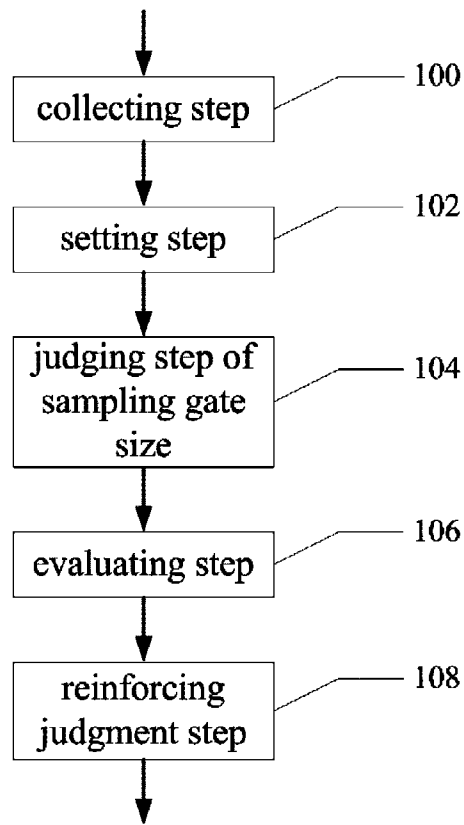 100
collecting step
102
setting step
judging step of
104
sampling gate
size
106
evaluating step
108
reinforcing
judgment step